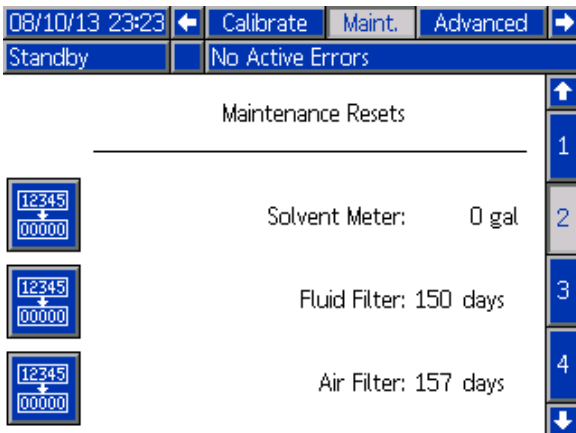 08/10/13 23:23 Calibrate Maint. Advanced
Standby No Active Errors
Maintenance Resets
1
12345
00000
Solvent Meter: 0 gal
2
12345
00000
Fluid Filter: 150 days
3
12345
00000
Air Filter: 157 days
4